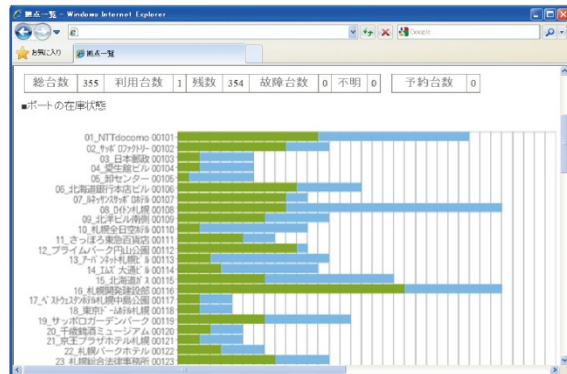 拠点一覧 - Windows Internet Explorer
Google
お気に入り 拠点一覧
総台数 355 利用台数 1 残数 354 故障台数 0 不明 0 予約台数 0
■ポートの在庫状態
01_NTTdocomo 00101
02_サッポロファクトリー 00102
03_日本郵政 00103
04_愛生舘ビル 00104
05_卸センター 00105
06_北海道銀行本店ビル 00106
07_ルネッサンスサッポロホテル 00107
08_ロイトン札幌 00108
09_北洋ビル南側 00109
10_札幌全日空ホテル 00110
11_さっぽろ東急百貨店 00111
12_プライムパーク円山公園 00112
13_アーバンネット札幌ビル 00113
14_エムズ大通ビル 00114
15_北海道ガス 00115
16_札幌開発建設部 00116
17_ベストウェスタンホテル札幌中島公園 00117
18_東京ドームホテル札幌 00118
19_サッポロガーデンパーク 00119
20_千歳鶴酒ミュージアム 00120
21_京王プラザホテル札幌 00121
22_札幌パークホテル 00122
23_札幌総合法律事務所 00123